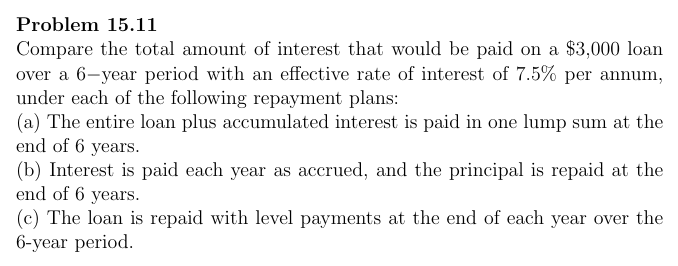 Problem 15.11
Compare the total amount of interest that would be paid on a $3,000 loan
over a 6−year period with an effective rate of interest of 7.5% per annum,
under each of the following repayment plans:
(a) The entire loan plus accumulated interest is paid in one lump sum at the
end of 6 years.
(b) Interest is paid each year as accrued, and the principal is repaid at the
end of 6 years.
(c) The loan is repaid with level payments at the end of each year over the
6-year period.